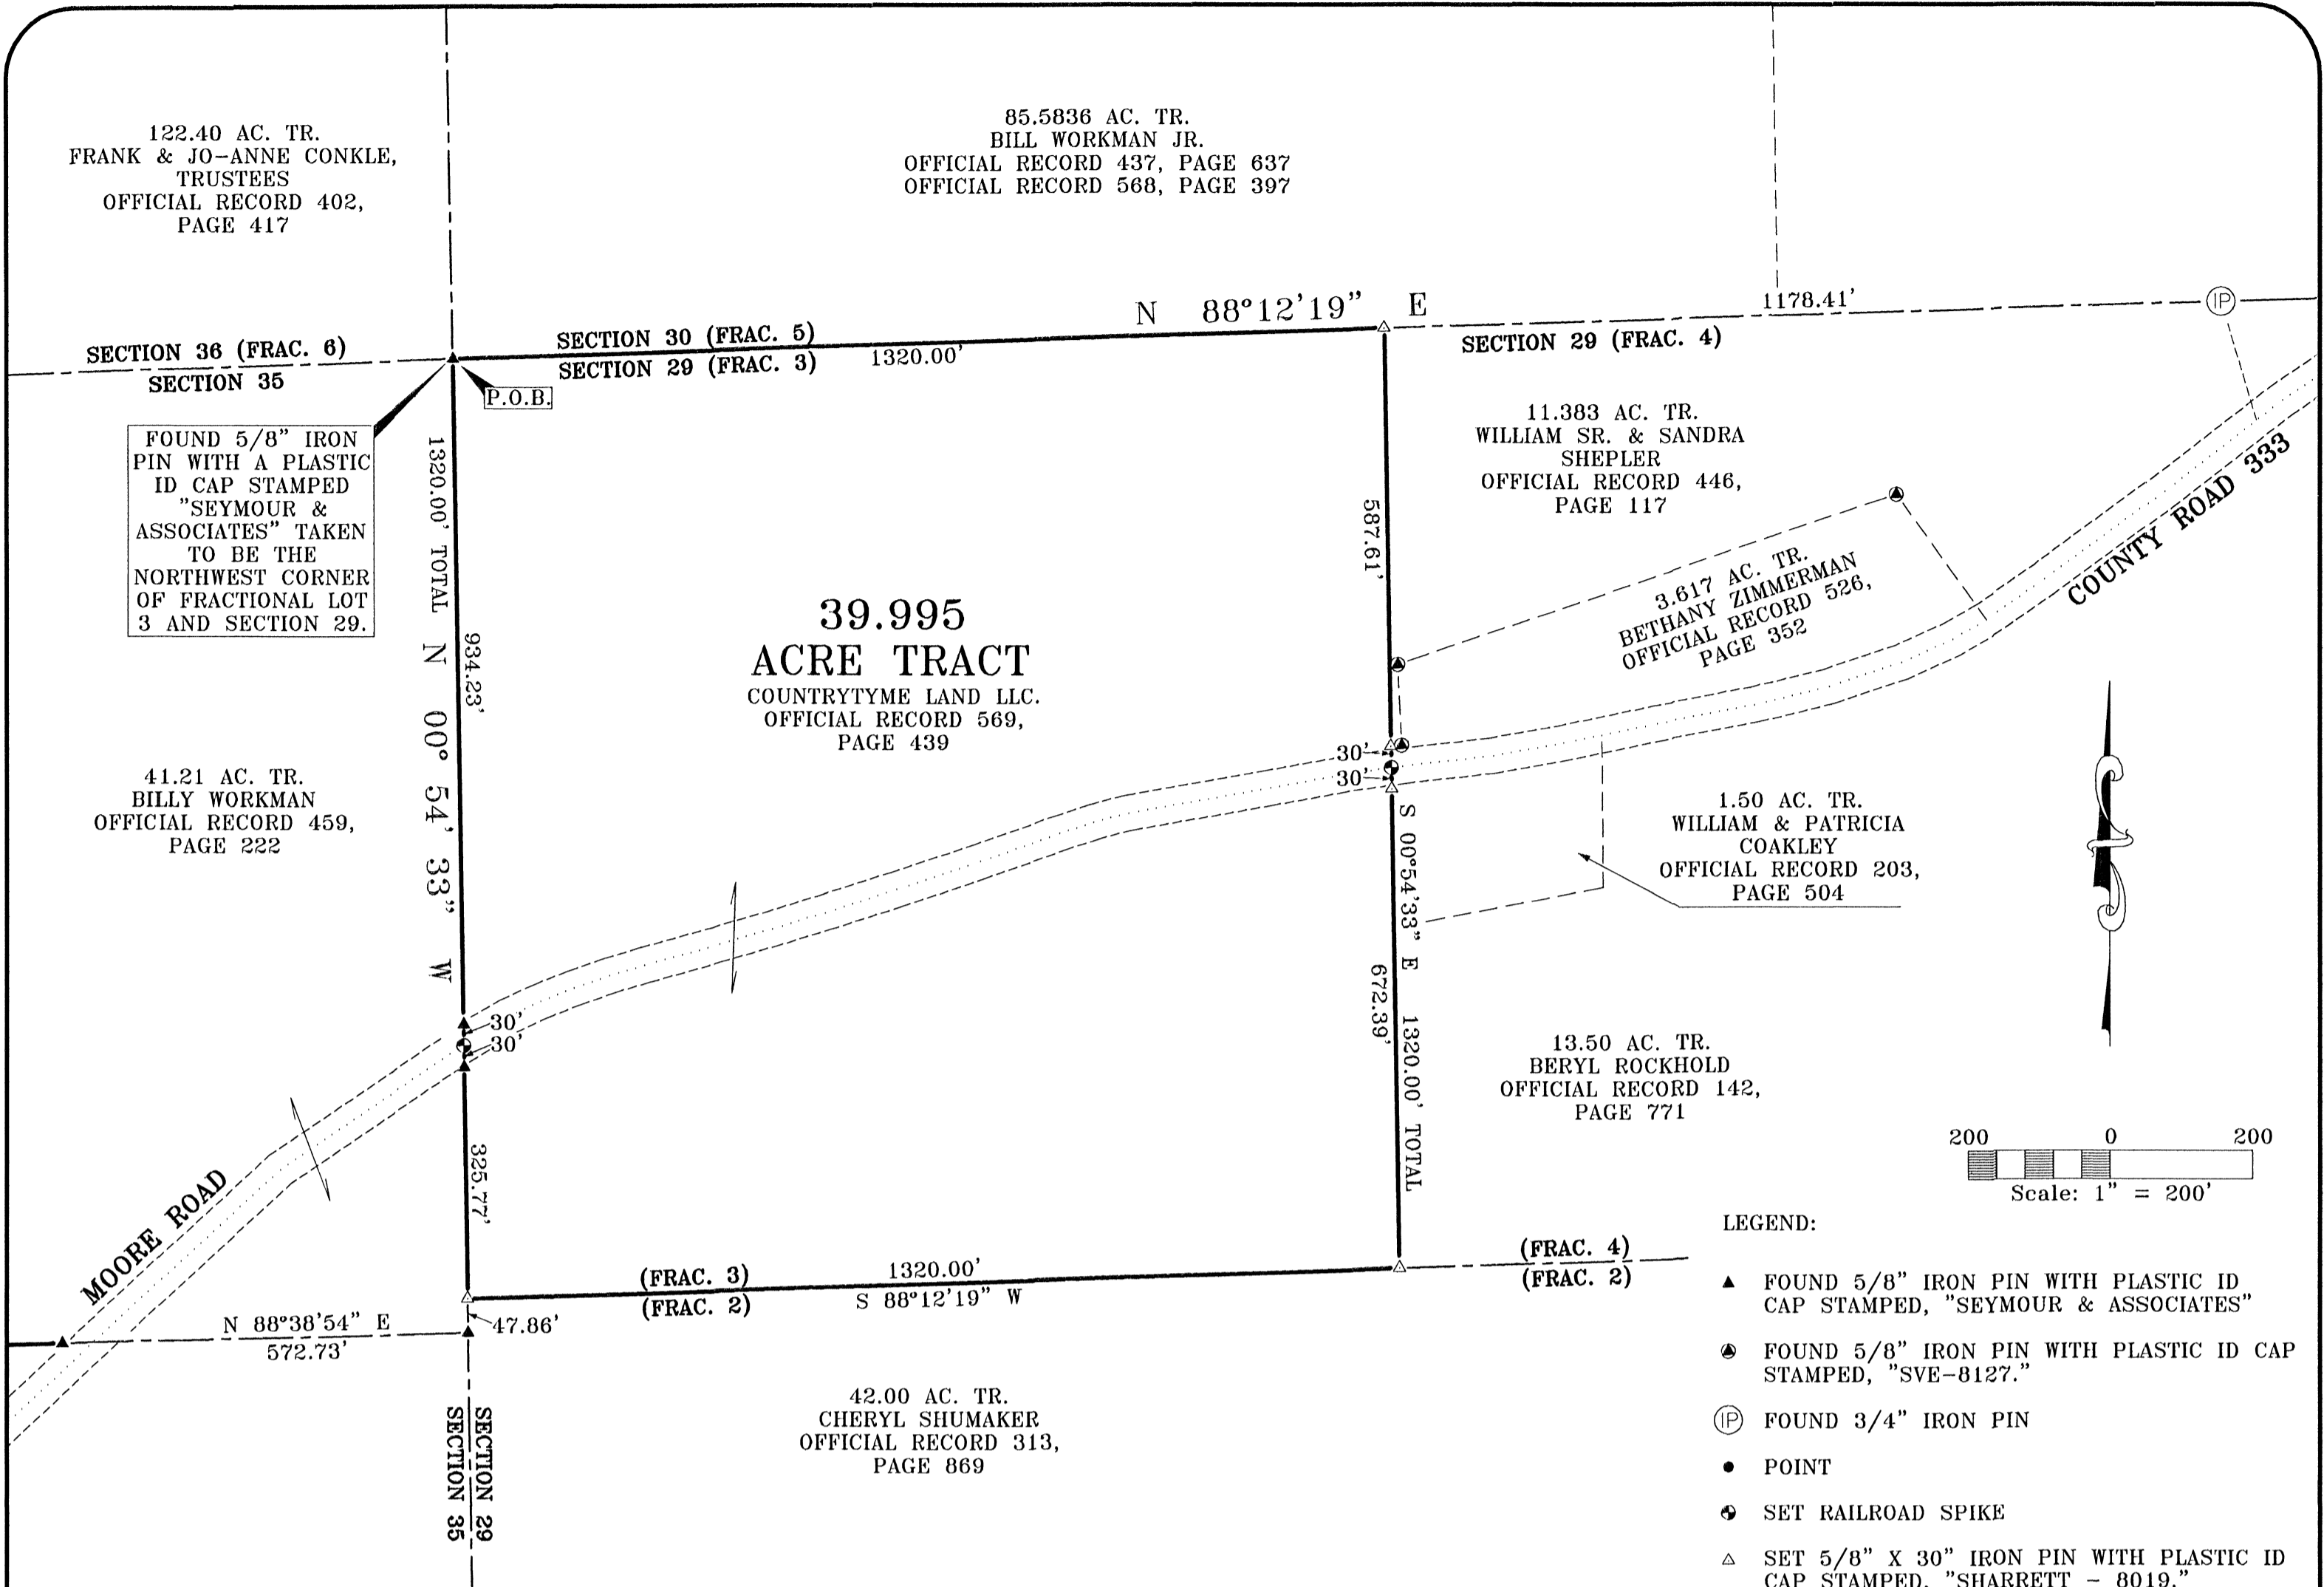 122.40 AC. TR.
FRANK & JO-ANNE CONKLE,
TRUSTEES
OFFICIAL RECORD 402,
PAGE 417
85.5836 AC. TR.
BILL WORKMAN JR.
OFFICIAL RECORD 437, PAGE 637
OFFICIAL RECORD 568, PAGE 397
N 88°12'19" E
1178.41'
IP
SECTION 36 (FRAC. 6)
SECTION 35
SECTION 30 (FRAC. 5)
SECTION 29 (FRAC. 3)
1320.00'
SECTION 29 (FRAC. 4)
P.O.B.
FOUND 5/8" IRON
PIN WITH A PLASTIC
ID CAP STAMPED
"SEYMOUR &
ASSOCIATES" TAKEN
TO BE THE
NORTHWEST CORNER
OF FRACTIONAL LOT
3 AND SECTION 29.
1320.00' TOTAL
N 00° 54' 33" W
934.23'
11.383 AC. TR.
WILLIAM SR. & SANDRA
SHEPLER
OFFICIAL RECORD 446,
PAGE 117
587.61'
COUNTY ROAD 333
3.617 AC. TR.
BETHANY ZIMMERMAN
OFFICIAL RECORD 526,
PAGE 352
39.995
ACRE TRACT
COUNTRYTYME LAND LLC.
OFFICIAL RECORD 569,
PAGE 439
30'
30'
41.21 AC. TR.
BILLY WORKMAN
OFFICIAL RECORD 459,
PAGE 222
1.50 AC. TR.
WILLIAM & PATRICIA
COAKLEY
OFFICIAL RECORD 203,
PAGE 504
S 00°54'33" E 1320.00' TOTAL
672.39'
30'
30'
13.50 AC. TR.
BERYL ROCKHOLD
OFFICIAL RECORD 142,
PAGE 771
325.77'
MOORE ROAD
200 0 200
Scale: 1" = 200'
(FRAC. 3)
(FRAC. 2)
1320.00'
S 88°12'19" W
(FRAC. 4)
(FRAC. 2)
N 88°38'54" E
572.73'
47.86'
SECTION 29
SECTION 35
42.00 AC. TR.
CHERYL SHUMAKER
OFFICIAL RECORD 313,
PAGE 869
LEGEND:
FOUND 5/8" IRON PIN WITH PLASTIC ID
CAP STAMPED, "SEYMOUR & ASSOCIATES"
FOUND 5/8" IRON PIN WITH PLASTIC ID CAP
STAMPED, "SVE-8127."
IP FOUND 3/4" IRON PIN
POINT
SET RAILROAD SPIKE
SET 5/8" X 30" IRON PIN WITH PLASTIC ID
CAP STAMPED, "SHARRETT - 8019."